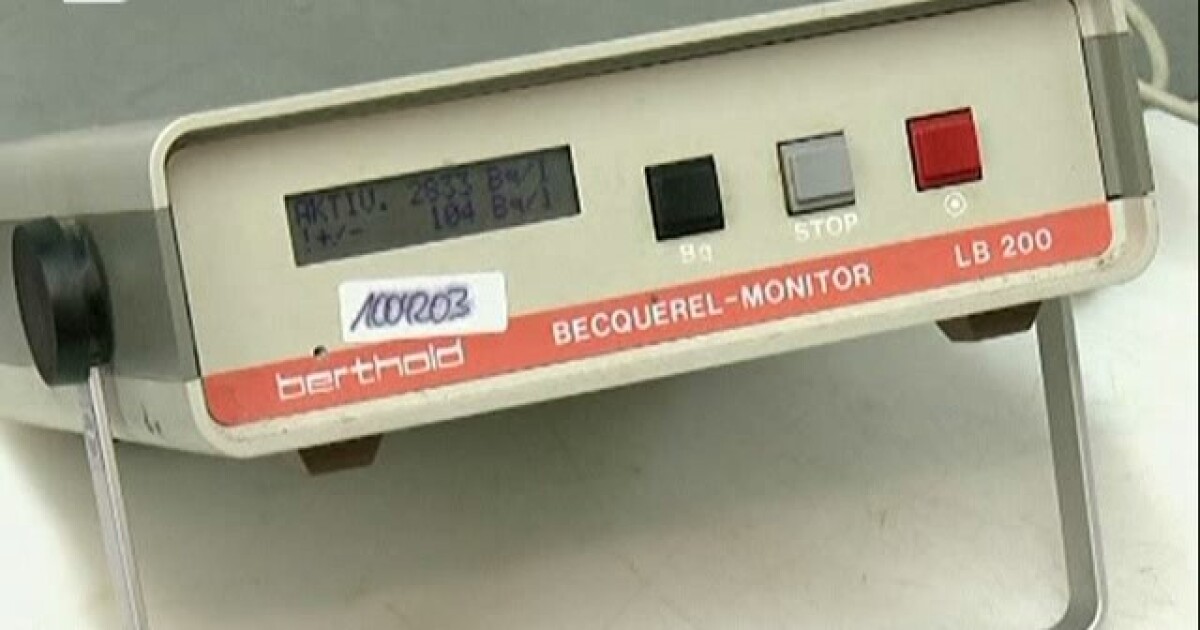 AKTIV. 2833 Bq/l
!+/- 104 Bq/l
Bq
STOP
1001203
berthold
BECQUEREL-MONITOR
LB 200